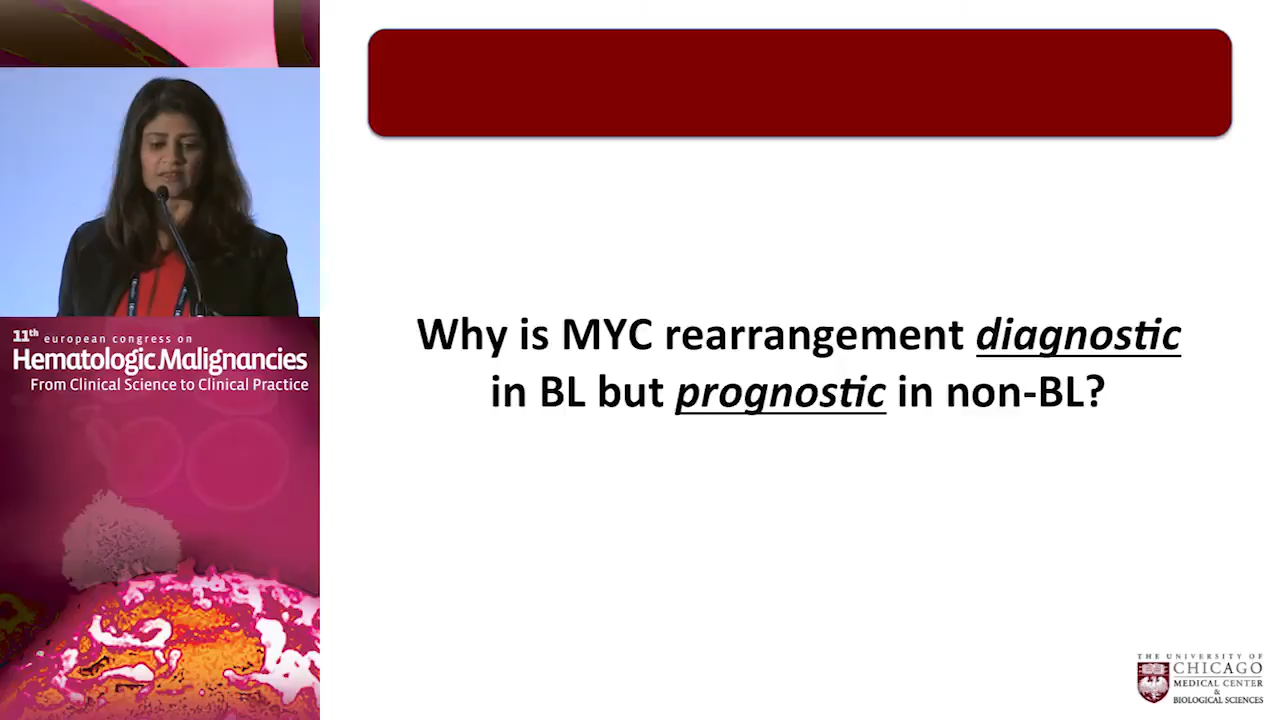 Why is MYC rearrangement diagnostic
in BL but prognostic in non-BL?
11th european congress on
Hematologic Malignancies
From Clinical Science to Clinical Practice
THE UNIVERSITY OF
CHICAGO
MEDICAL CENTER
&
BIOLOGICAL SCIENCES